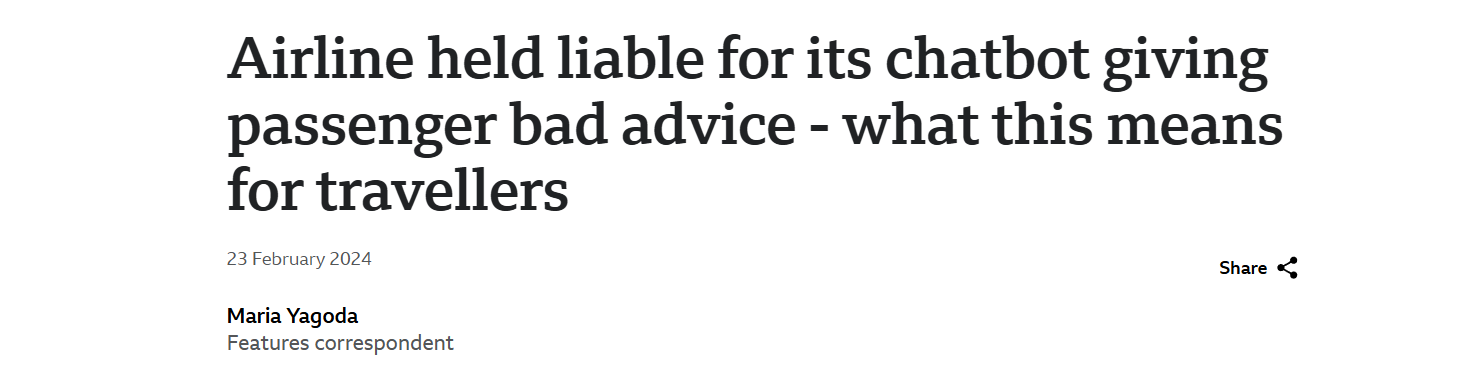 Airline held liable for its chatbot giving
passenger bad advice - what this means
for travellers
23 February 2024
Share
Maria Yagoda
Features correspondent